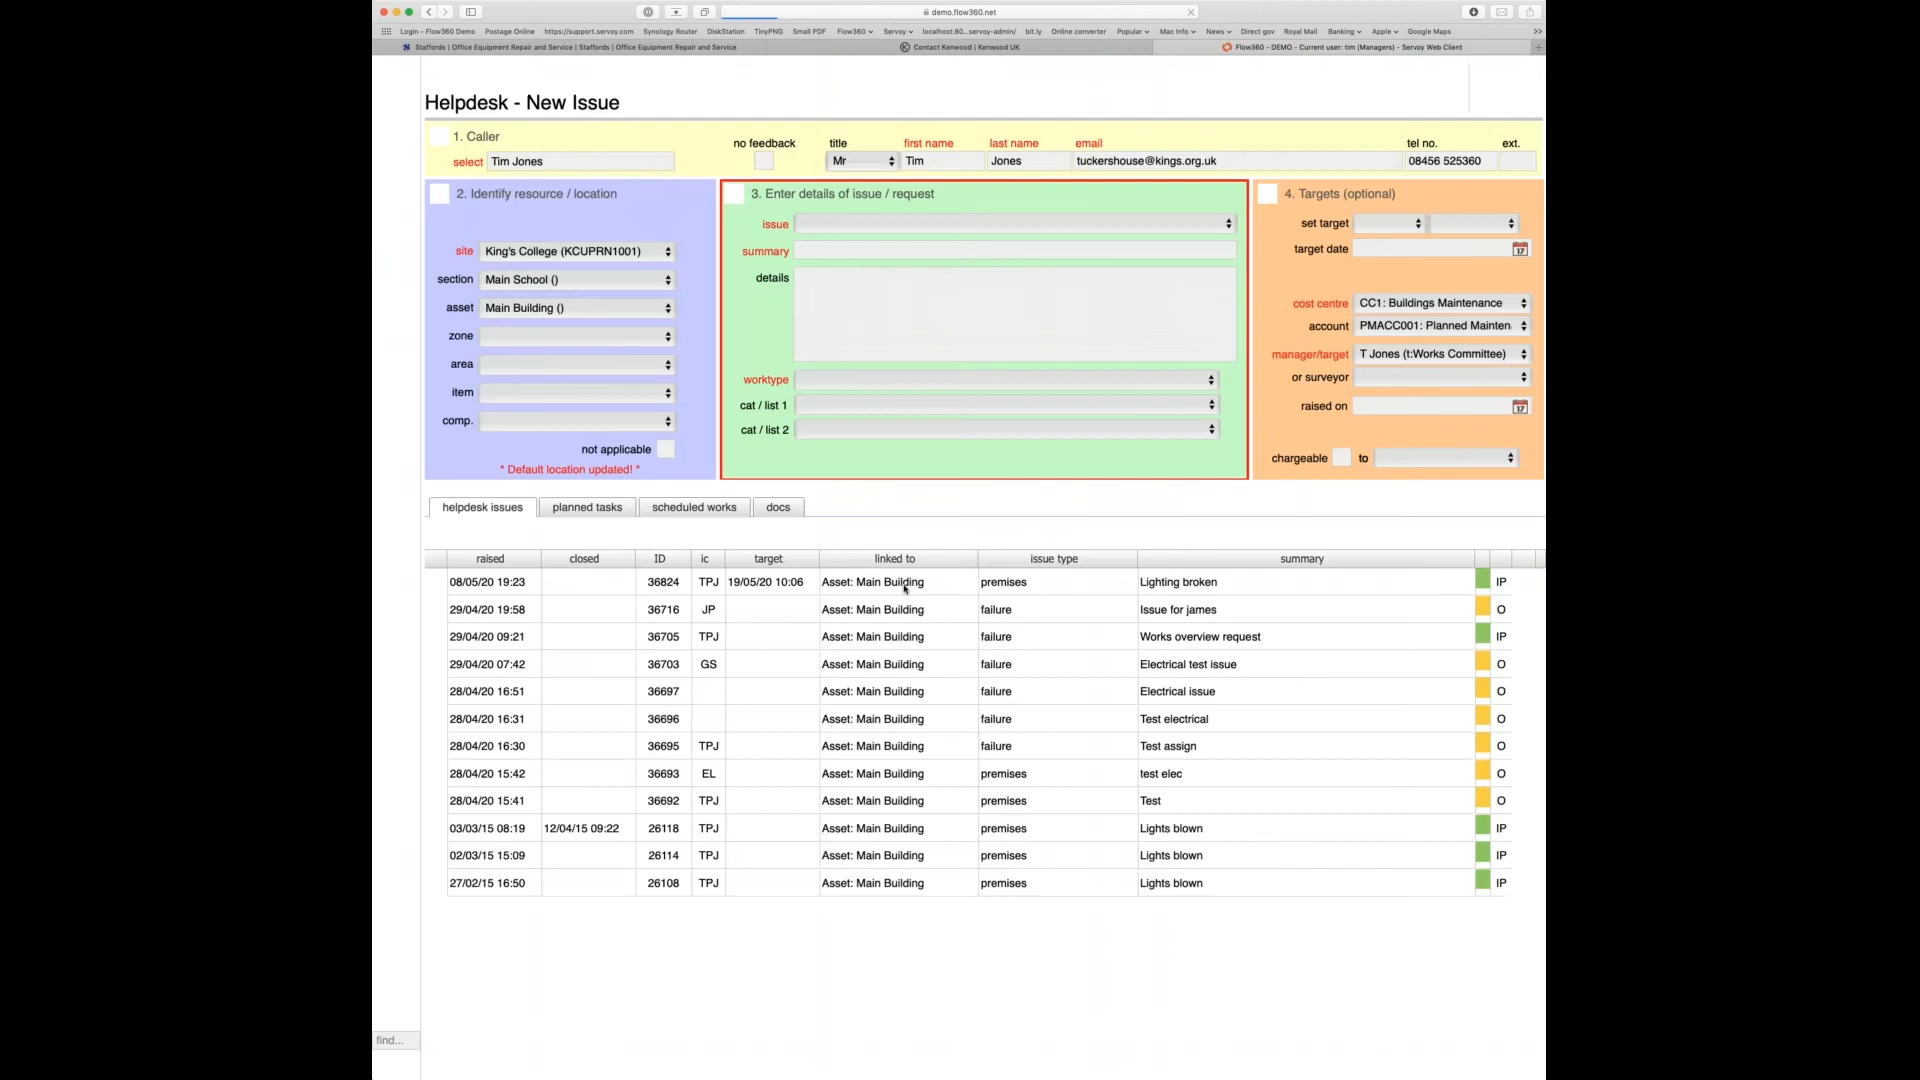 demo.flow360.net
Login - Flow360 Demo Postage Online https://support.servoy.com Synology Router DiskStation TinyPNG Small PDF Flow360 Servoy localhost:80...servoy-admin/ bit.ly Online converter Popular Mac Info News Direct gov Royal Mail Banking Apple Google Maps >>
Staffords | Office Equipment Repair and Service | Staffords | Office Equipment Repair and Service Contact Kenwood | Kenwood UK Flow360 - DEMO - Current user: tim (Managers) - Servoy Web Client
Helpdesk - New Issue
1. Caller
no feedback title first name last name email tel no. ext.
select Tim Jones Mr Tim Jones tuckershouse@kings.org.uk 08456 525360
2. Identify resource / location 3. Enter details of issue / request 4. Targets (optional)
issue set target
site King's College (KCUPRN1001) summary target date 17
section Main School () details
asset Main Building () cost centre CC1: Buildings Maintenance
account PMACC001: Planned Mainten
zone
manager/target T Jones (t:Works Committee)
area
worktype or surveyor
item cat / list 1 raised on 17
comp. cat / list 2
not applicable chargeable to
* Default location updated! *
helpdesk issues planned tasks scheduled works docs
raised closed ID ic target linked to issue type summary
08/05/20 19:23 36824 TPJ 19/05/20 10:06 Asset: Main Building premises Lighting broken IP
29/04/20 19:58 36716 JP Asset: Main Building failure Issue for james O
29/04/20 09:21 36705 TPJ Asset: Main Building failure Works overview request IP
29/04/20 07:42 36703 GS Asset: Main Building failure Electrical test issue O
28/04/20 16:51 36697 Asset: Main Building failure Electrical issue O
28/04/20 16:31 36696 Asset: Main Building failure Test electrical O
28/04/20 16:30 36695 TPJ Asset: Main Building failure Test assign O
28/04/20 15:42 36693 EL Asset: Main Building premises test elec O
28/04/20 15:41 36692 TPJ Asset: Main Building premises Test O
03/03/15 08:19 12/04/15 09:22 26118 TPJ Asset: Main Building premises Lights blown IP
02/03/15 15:09 26114 TPJ Asset: Main Building premises Lights blown IP
27/02/15 16:50 26108 TPJ Asset: Main Building premises Lights blown IP
find...